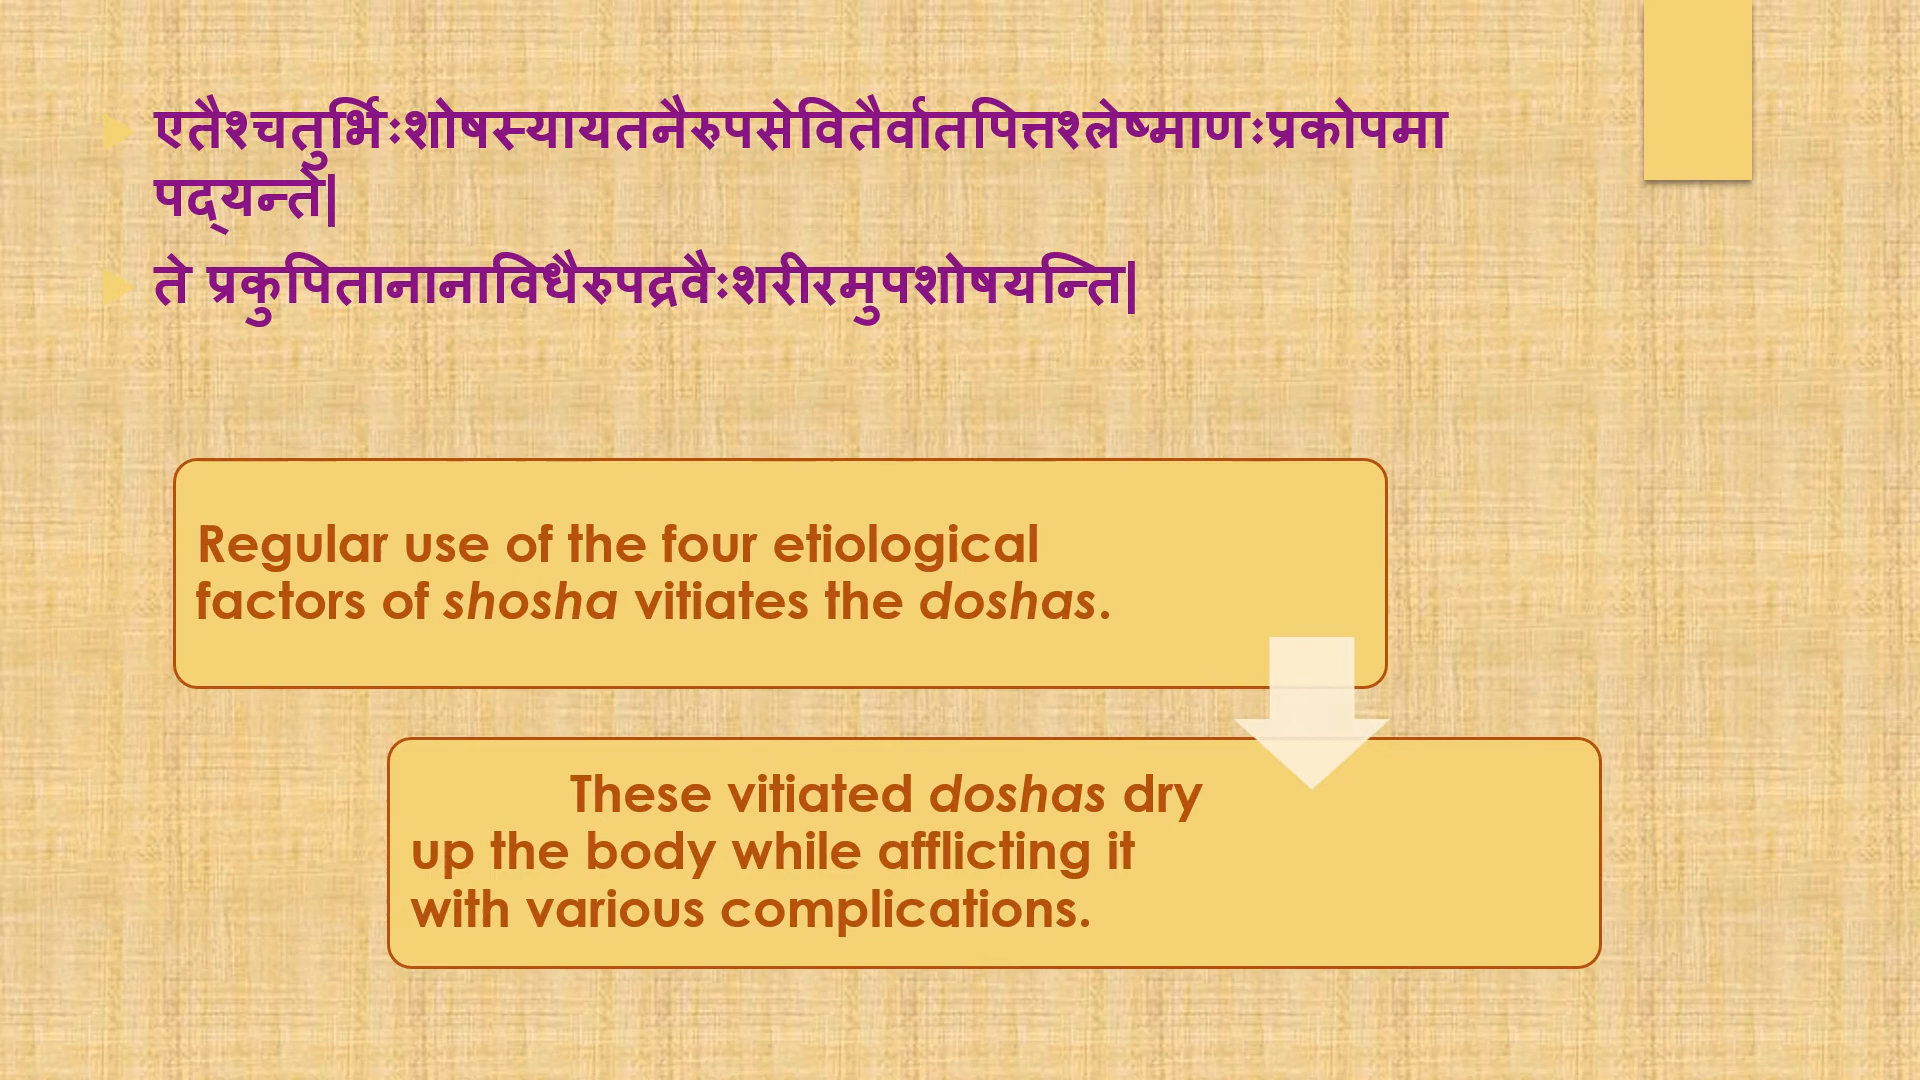 एतैश्चतुर्भिःशोषस्यायतनैरुपसेवितैर्वातपित्तश्लेष्माणःप्रकोपमा
पद्यन्ते|
ते प्रकुपितानानाविधैरुपद्रवैःशरीरमुपशोषयन्ति|
Regular use of the four etiological
factors of shosha vitiates the doshas.
These vitiated doshas dry
up the body while afflicting it
with various complications.